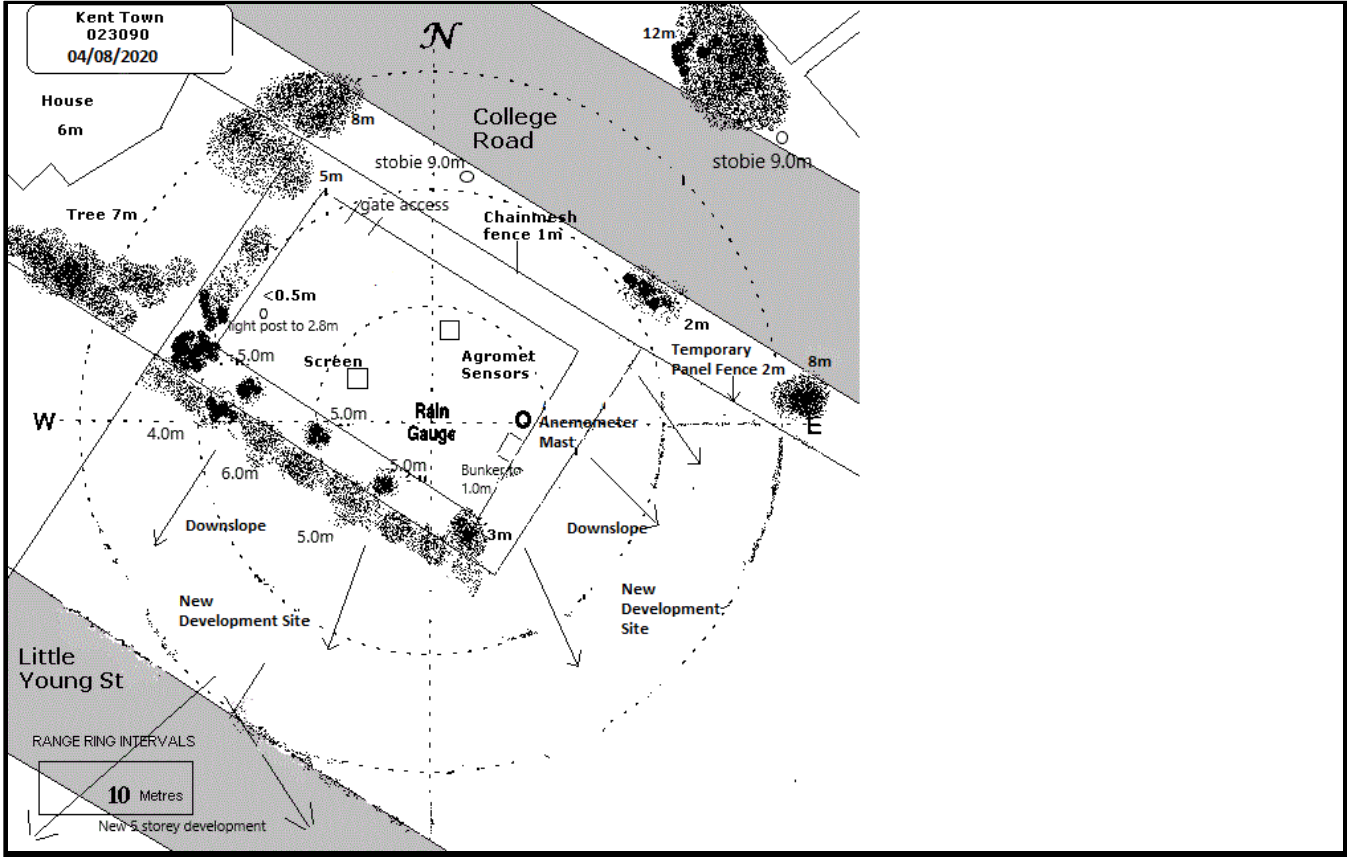 Kent Town
023090
04/08/2020
N
12m
House
6m
8m
College
Road
stobie 9.0m
stobie 9.0m
5m
gate access
Tree 7m
Chainmesh
fence 1m
<0.5m
light post to 2.8m
2m
Temporary
Panel Fence 2m
8m
5.0m
Screen
Agromet
Sensors
W
4.0m
5.0m
Rain
Gauge
Anemometer
Mast
E
6.0m
5.0m
Bunker to
1.0m
Downslope
5.0m
3m
Downslope
New
Development Site
New
Development
Site
Little
Young St
RANGE RING INTERVALS
10 Metres
New 5 storey development